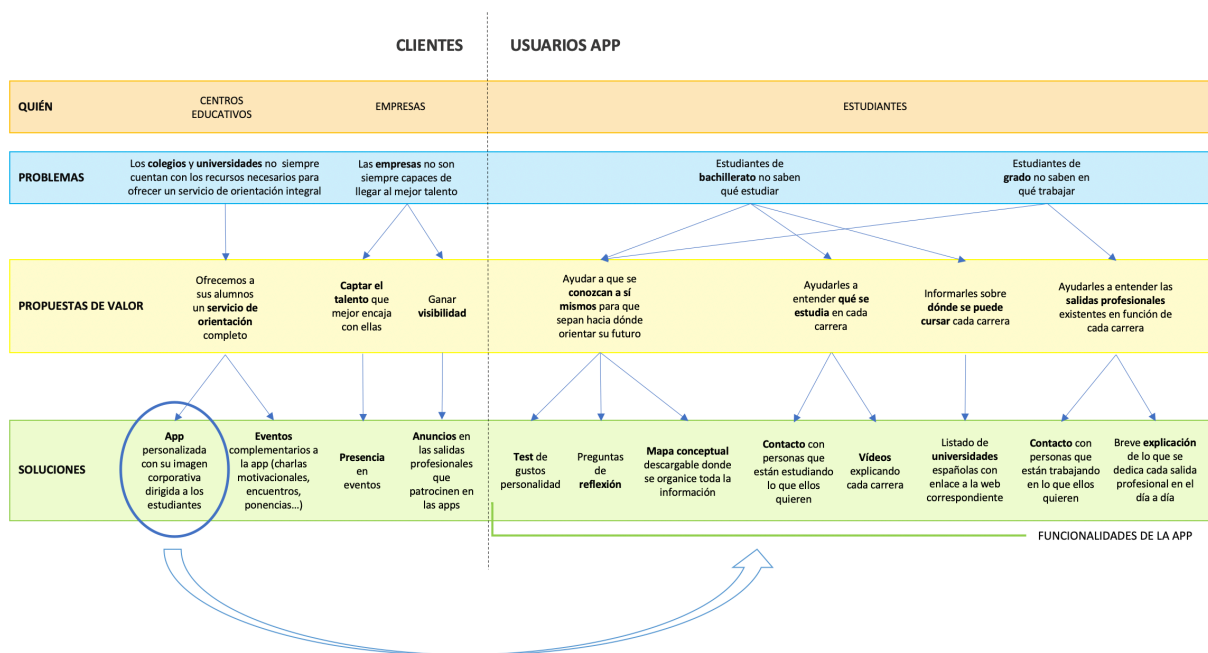 CLIENTES
USUARIOS APP
QUIÉN
CENTROS
EDUCATIVOS
EMPRESAS
ESTUDIANTES
PROBLEMAS
Los colegios y universidades no siempre
cuentan con los recursos necesarios para
ofrecer un servicio de orientación integral
Las empresas no son
siempre capaces de
llegar al mejor talento
Estudiantes de
bachillerato no saben
qué estudiar
Estudiantes de
grado no saben en
qué trabajar
PROPUESTAS DE VALOR
Ofrecemos a
sus alumnos
un servicio de
orientación
completo
Captar el
talento que
mejor encaja
con ellas
Ganar
visibilidad
Ayudar a que se
conozcan a sí
mismos para que
sepan hacia dónde
orientar su futuro
Ayudarles a
entender qué se
estudia en cada
carrera
Informarles sobre
dónde se puede
cursar cada carrera
Ayudarles a entender las
salidas profesionales
existentes en función de
cada carrera
SOLUCIONES
App
personalizada
con su imagen
corporativa
dirigida a los
estudiantes
Eventos
complementarios a
la app (charlas
motivacionales,
encuentros,
ponencias...)
Presencia
en
eventos
Anuncios en
las salidas
profesionales
que
patrocinen en
las apps
Test de
gustos
personalidad
Preguntas
de
reflexión
Mapa conceptual
descargable donde
se organice toda la
información
Contacto con
personas que
están estudiando
lo que ellos
quieren
Vídeos
explicando
cada carrera
Listado de
universidades
españolas con
enlace a la web
correspondiente
Contacto con
personas que
están trabajando
en lo que ellos
quieren
Breve explicación
de lo que se
dedica cada salida
profesional en el
día a día
FUNCIONALIDADES DE LA APP